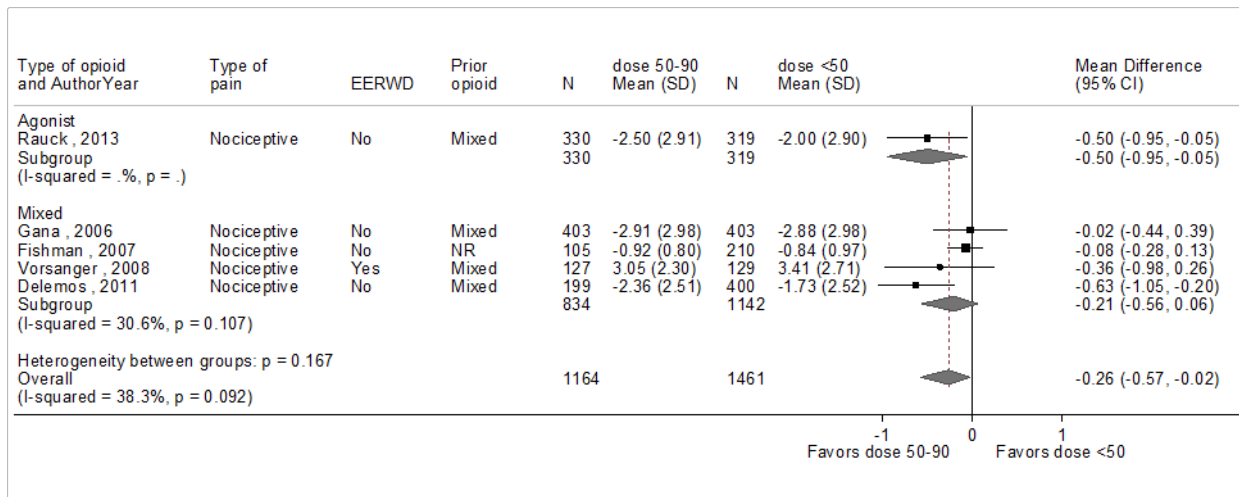 Type of opioid Type of Prior dose 50-90 dose <50 Mean Difference
and AuthorYear pain EERWD opioid N Mean (SD) N Mean (SD) (95% CI)
Agonist
Rauck , 2013 Nociceptive No Mixed 330 -2.50 (2.91) 319 -2.00 (2.90) -0.50 (-0.95, -0.05)
Subgroup 330 319 -0.50 (-0.95, -0.05)
(I-squared = .%, p = .)
Mixed
Gana , 2006 Nociceptive No Mixed 403 -2.91 (2.98) 403 -2.88 (2.98) -0.02 (-0.44, 0.39)
Fishman , 2007 Nociceptive No NR 105 -0.92 (0.80) 210 -0.84 (0.97) -0.08 (-0.28, 0.13)
Vorsanger , 2008 Nociceptive Yes Mixed 127 3.05 (2.30) 129 3.41 (2.71) -0.36 (-0.98, 0.26)
Delemos , 2011 Nociceptive No Mixed 199 -2.36 (2.51) 400 -1.73 (2.52) -0.63 (-1.05, -0.20)
Subgroup 834 1142 -0.21 (-0.56, 0.06)
(I-squared = 30.6%, p = 0.107)
Heterogeneity between groups: p = 0.167
Overall 1164 1461 -0.26 (-0.57, -0.02)
(I-squared = 38.3%, p = 0.092)
-1 0 1
Favors dose 50-90 Favors dose <50